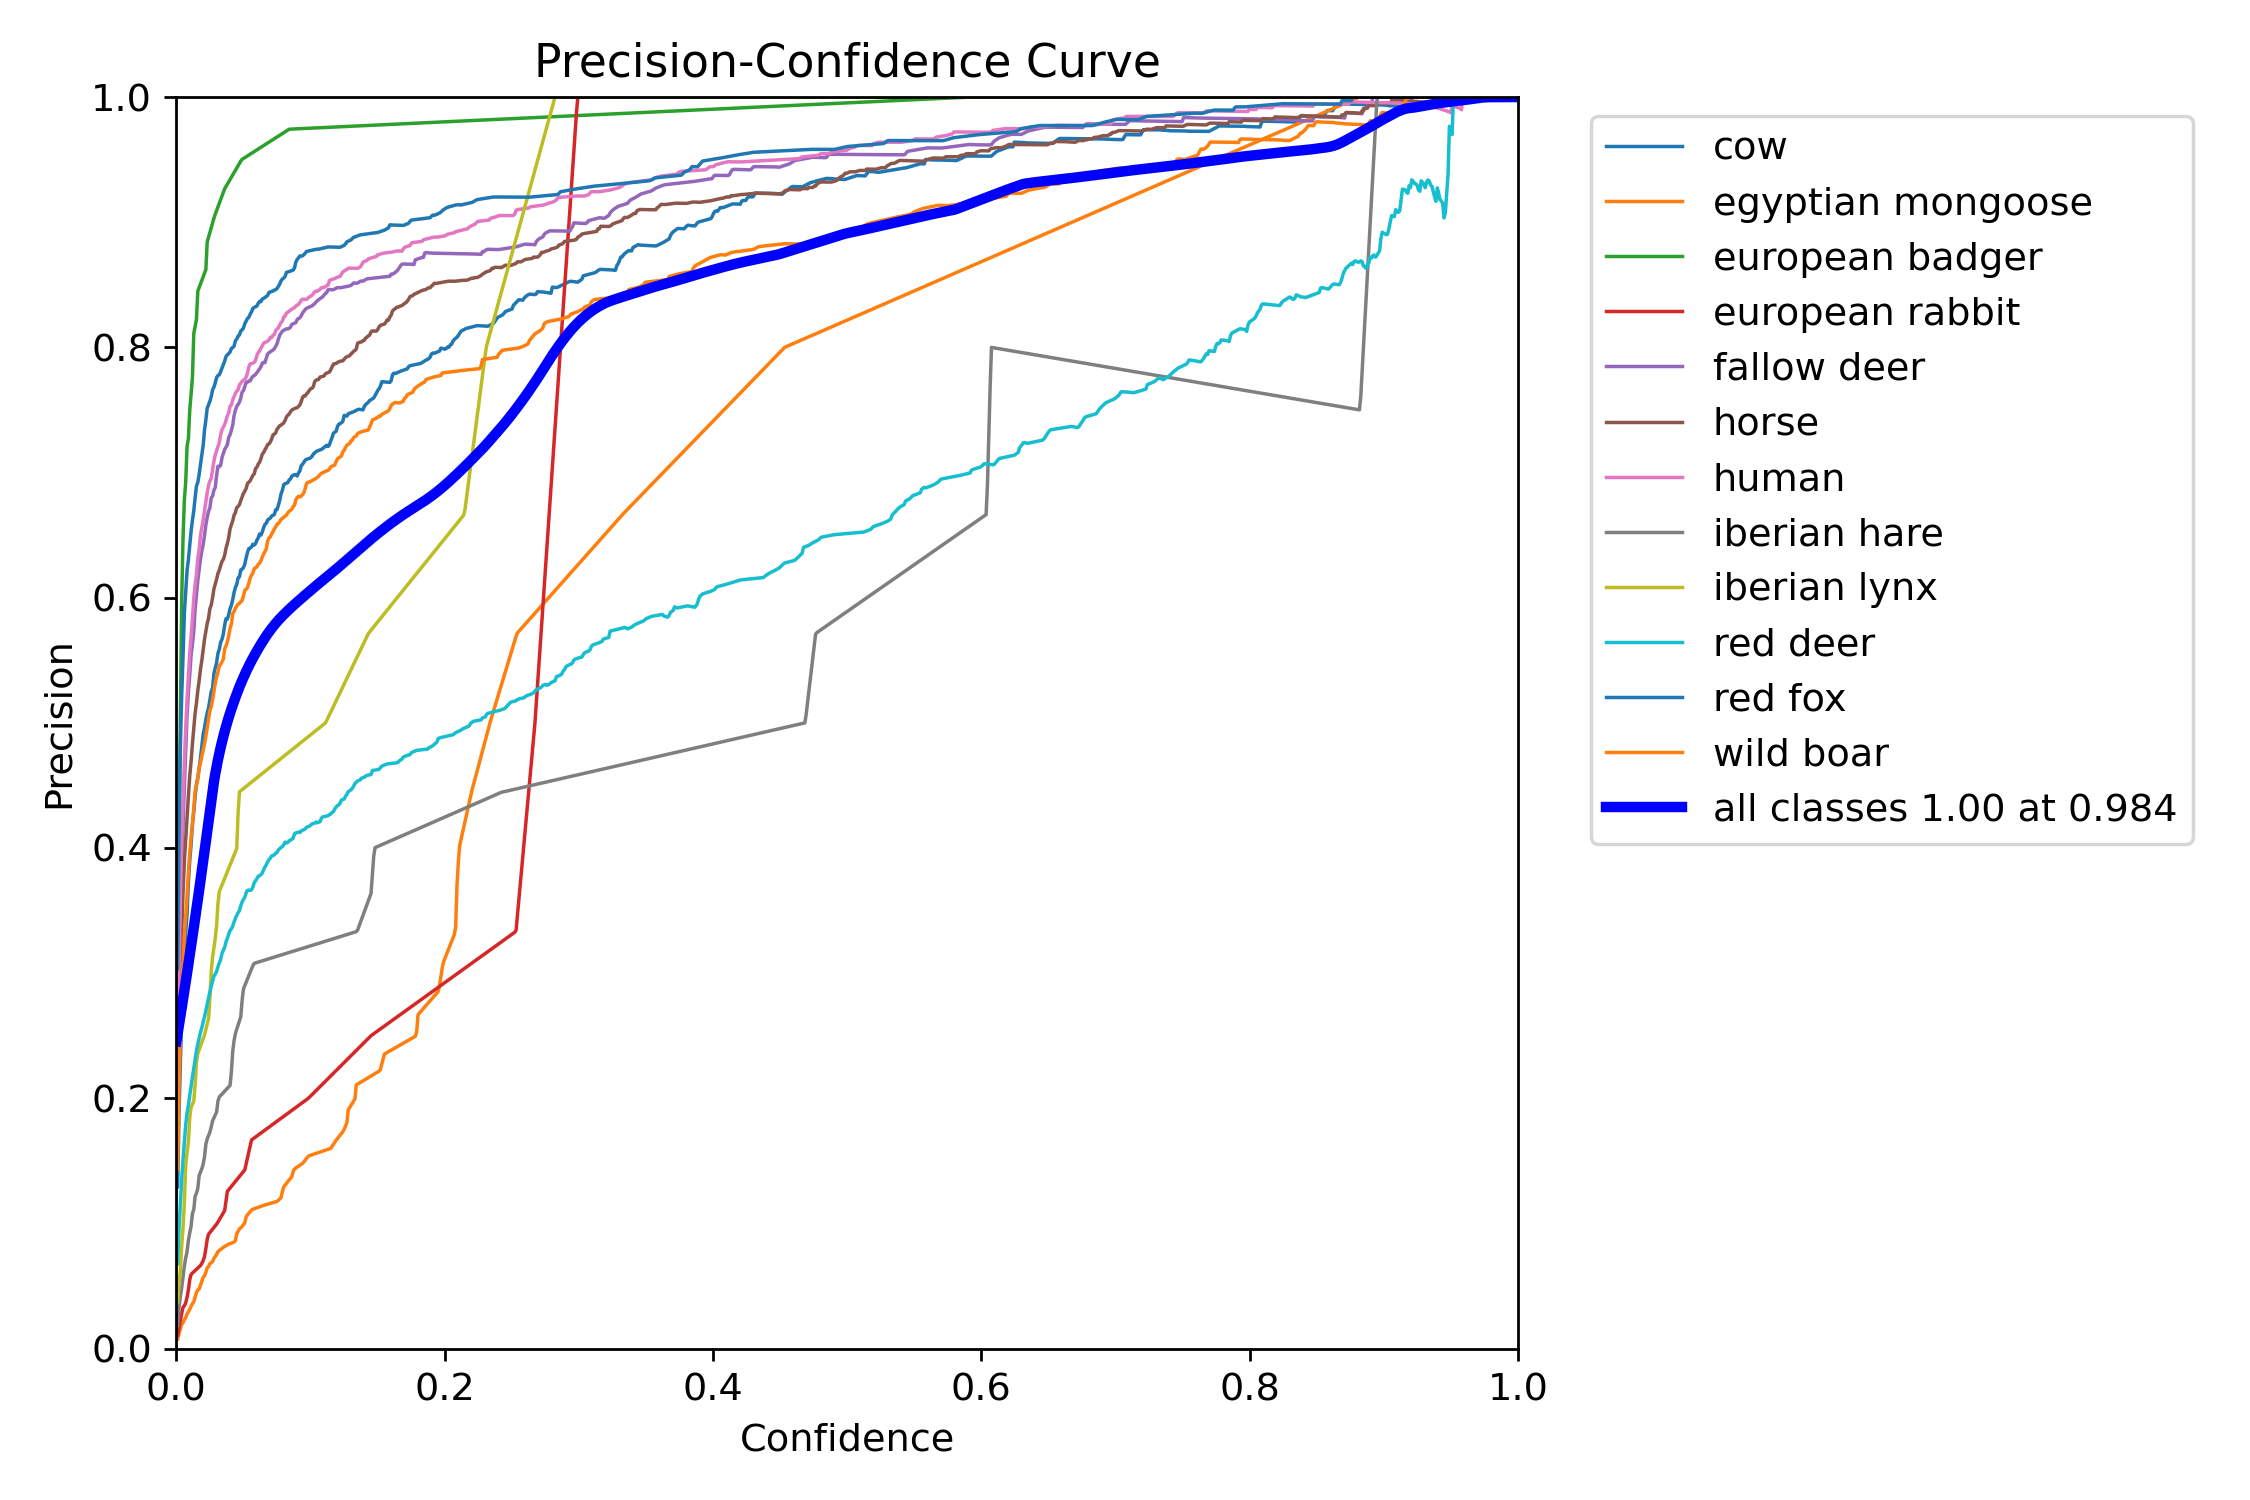 Precision-Confidence Curve
1.0
0.8
0.6
0.4
0.2
0.0
Precision
0.0 0.2 0.4 0.6 0.8 1.0
Confidence
cow
egyptian mongoose
european badger
european rabbit
fallow deer
horse
human
iberian hare
iberian lynx
red deer
red fox
wild boar
all classes 1.00 at 0.984